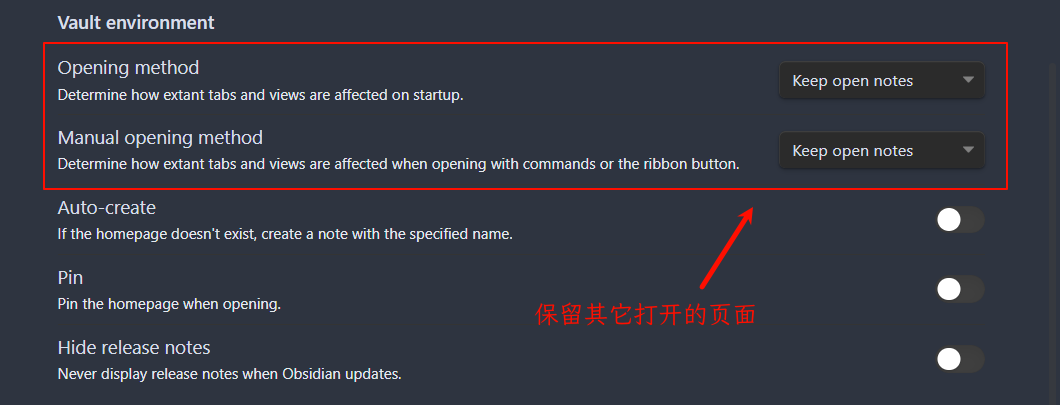 Vault environment
Opening method
Keep open notes
Determine how extant tabs and views are affected on startup.
Manual opening method
Keep open notes
Determine how extant tabs and views are affected when opening with commands or the ribbon button.
Auto-create
If the homepage doesn't exist, create a note with the specified name.
Pin
Pin the homepage when opening.
保留其它打开的页面
Hide release notes
Never display release notes when Obsidian updates.